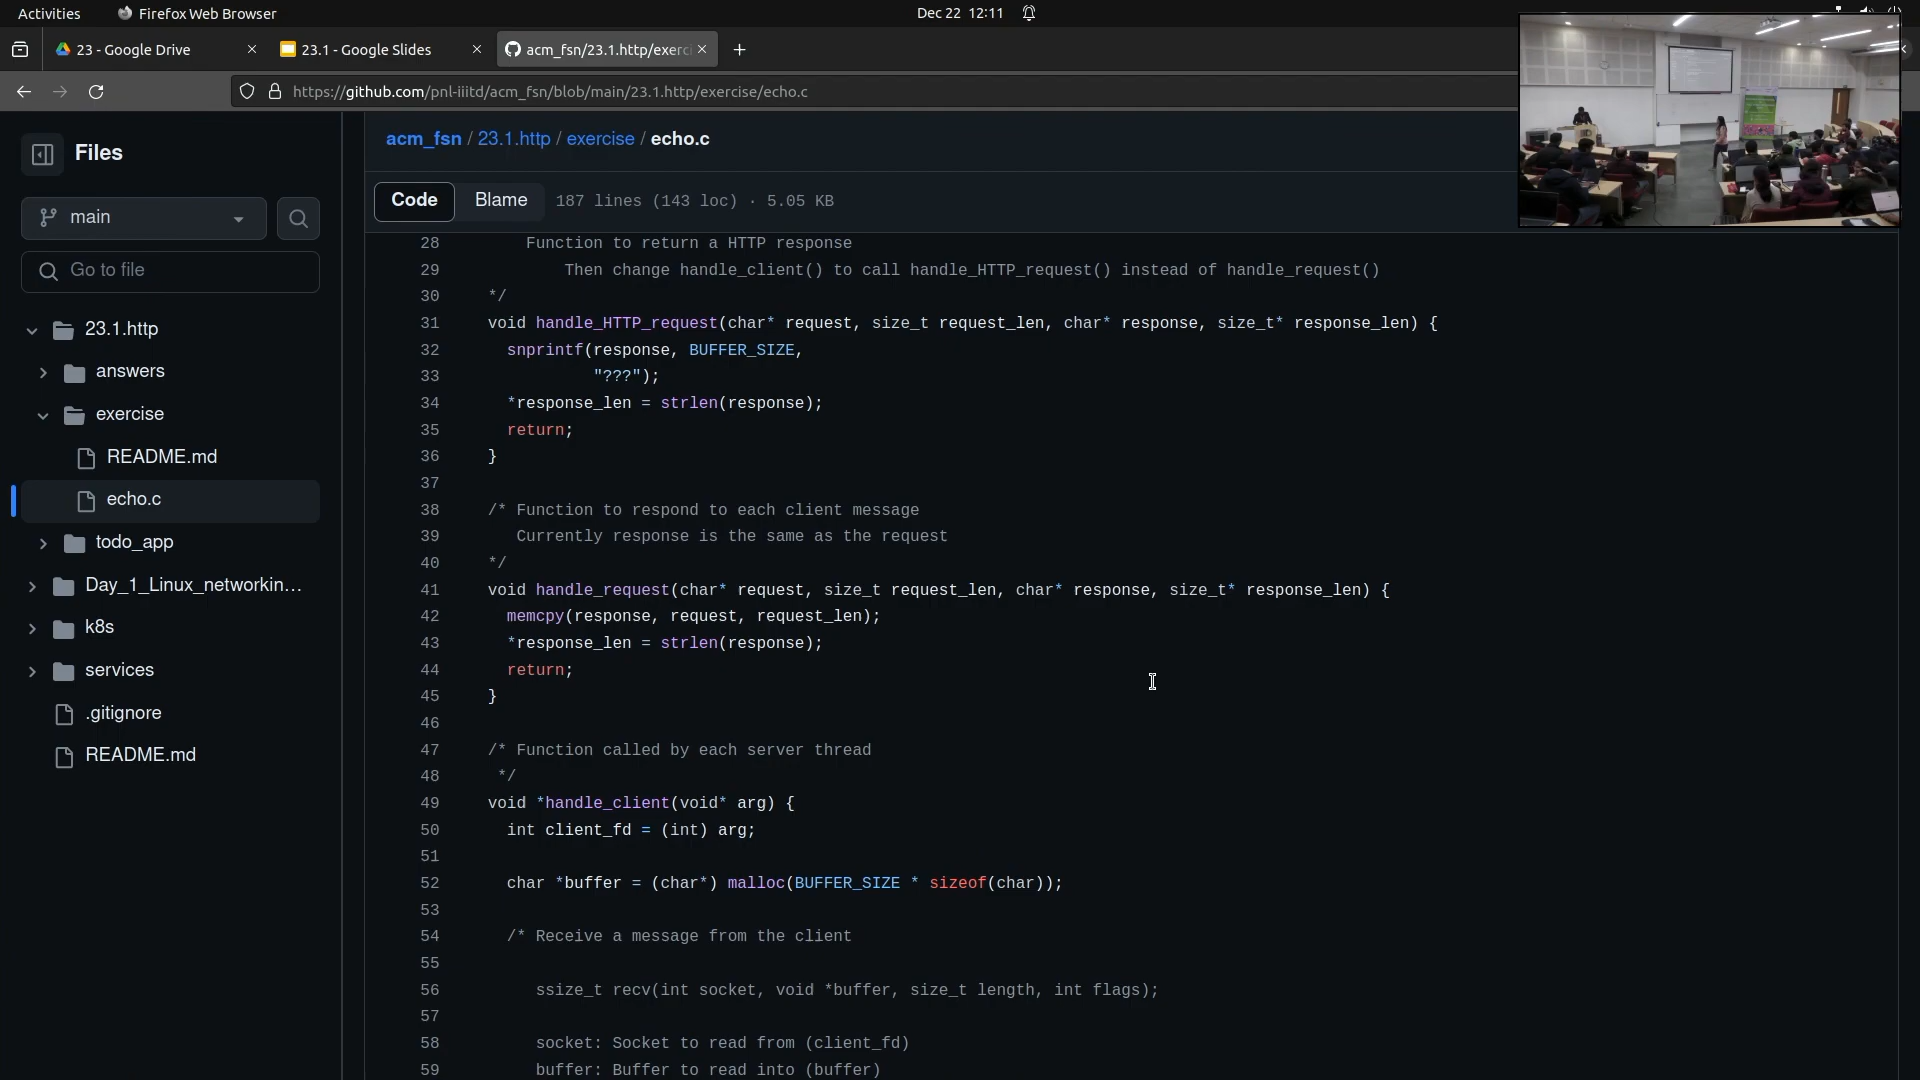 Activities
Firefox Web Browser
Dec 22 12:11
23 - Google Drive
23.1 - Google Slides
acm_fsn/23.1.http/exerci
https://github.com/pnl-iiitd/acm_fsn/blob/main/23.1.http/exercise/echo.c
Files
main
Go to file
23.1.http
answers
exercise
README.md
echo.c
todo_app
Day_1_Linux_networkin...
k8s
services
.gitignore
README.md
acm_fsn / 23.1.http / exercise / echo.c
Code Blame 187 lines (143 loc) · 5.05 KB
28 Function to return a HTTP response
29 Then change handle_client() to call handle_HTTP_request() instead of handle_request()
30 */
31 void handle_HTTP_request(char* request, size_t request_len, char* response, size_t* response_len) {
32 snprintf(response, BUFFER_SIZE,
33 "???");
34 *response_len = strlen(response);
35 return;
36 }
37
38 /* Function to respond to each client message
39 Currently response is the same as the request
40 */
41 void handle_request(char* request, size_t request_len, char* response, size_t* response_len) {
42 memcpy(response, request, request_len);
43 *response_len = strlen(response);
44 return;
45 }
46
47 /* Function called by each server thread
48 */
49 void *handle_client(void* arg) {
50 int client_fd = (int) arg;
51
52 char *buffer = (char*) malloc(BUFFER_SIZE * sizeof(char));
53
54 /* Receive a message from the client
55
56 ssize_t recv(int socket, void *buffer, size_t length, int flags);
57
58 socket: Socket to read from (client_fd)
59 buffer: Buffer to read into (buffer)